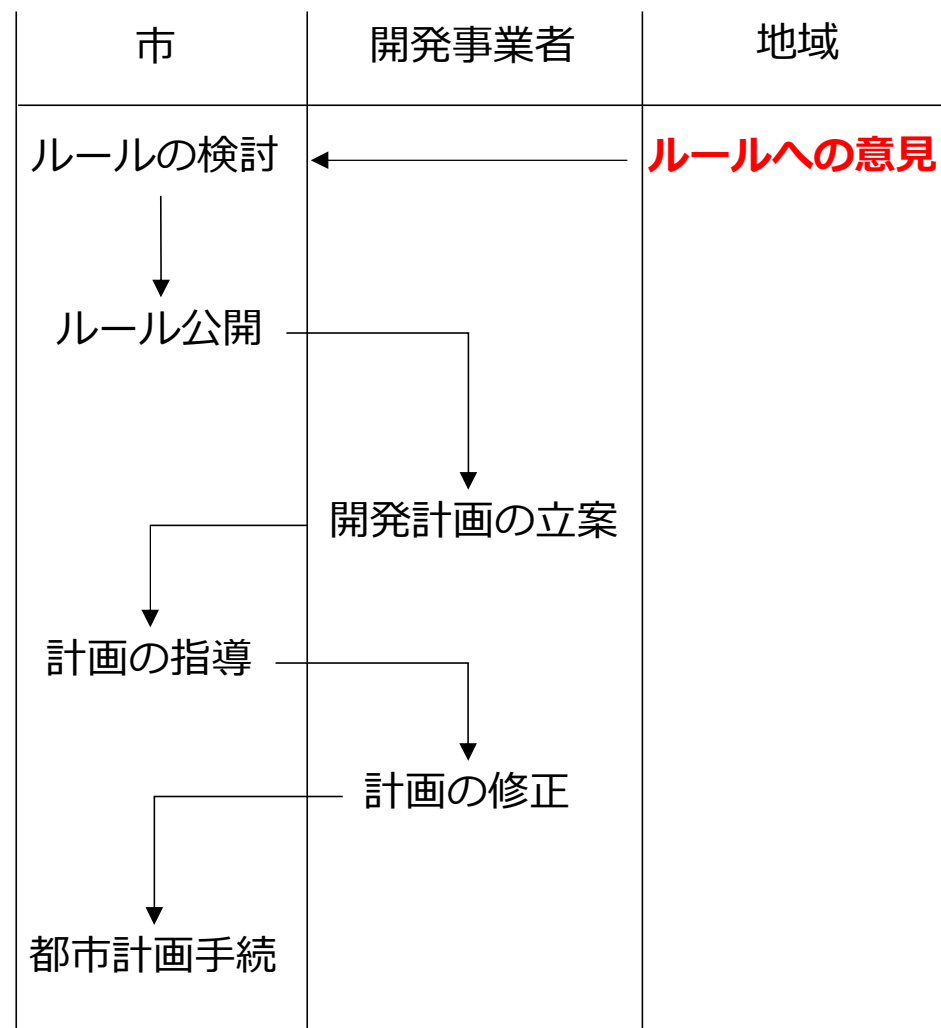 市
開発事業者
地域
ルールの検討
ルールへの意見
ルール公開
開発計画の立案
計画の指導
計画の修正
都市計画手続